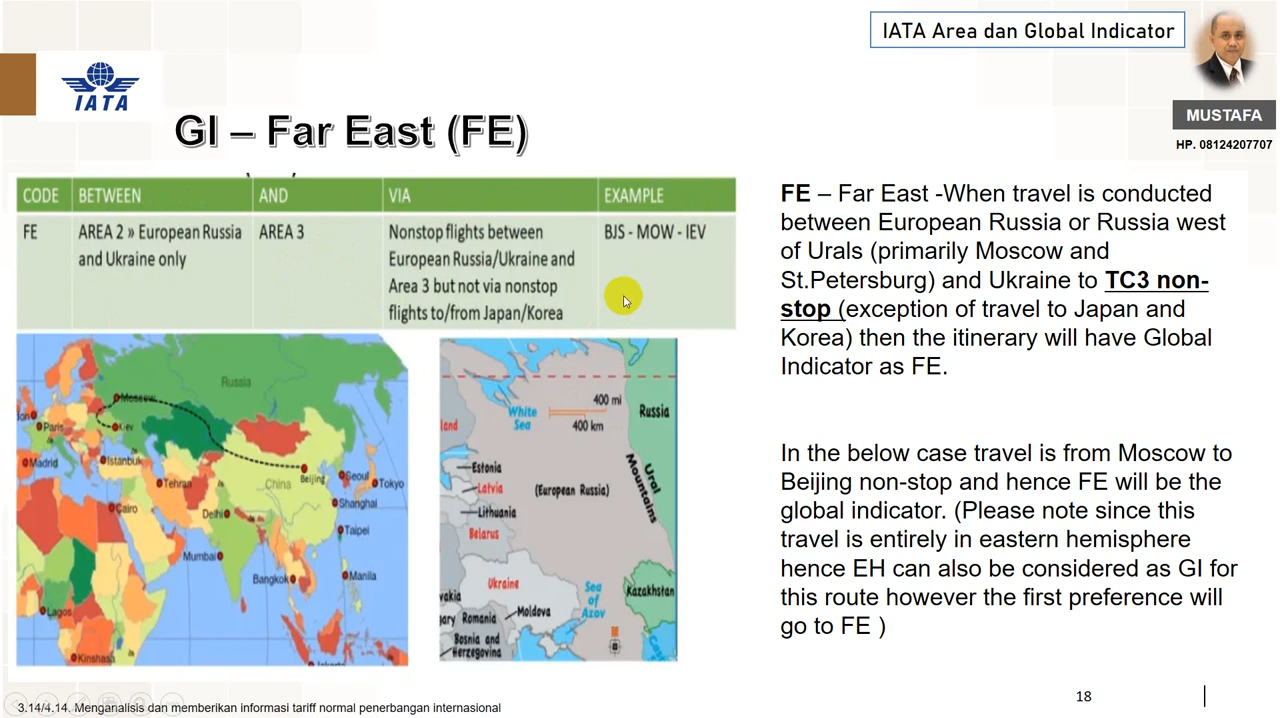 IATA Area dan Global Indicator
IATA
MUSTAFA
HP. 08124207707
GI – Far East (FE)
CODE BETWEEN AND VIA EXAMPLE
FE AREA 2 » European Russia and Ukraine only AREA 3 Nonstop flights between European Russia/Ukraine and Area 3 but not via nonstop flights to/from Japan/Korea BJS - MOW - IEV
FE – Far East -When travel is conducted
between European Russia or Russia west
of Urals (primarily Moscow and
St.Petersburg) and Ukraine to TC3 non-
stop (exception of travel to Japan and
Korea) then the itinerary will have Global
Indicator as FE.
In the below case travel is from Moscow to
Beijing non-stop and hence FE will be the
global indicator. (Please note since this
travel is entirely in eastern hemisphere
hence EH can also be considered as GI for
this route however the first preference will
go to FE )
Russia
Moscow
don
Paris
Kiev
Madrid
Istanbul
Tehran
Beijing
Seoul
Tokyo
China
Shanghai
Cairo
Delhi
Taipei
Mumbai
Bangkok
Manila
Lagos
Kinshasa
Jakarta
White
Sea
400 mi
400 km
Russia
land
Estonia
Latvia
Lithuania
(European Russia)
Ural
Mountains
Belarus
Ukraine
Sea
of
Azov
Kazakhstan
vakia
Moldova
gary
Romania
Bosnia and
Herzegovina
3.14/4.14. Menganalisis dan memberikan informasi tariff normal penerbangan internasional
18